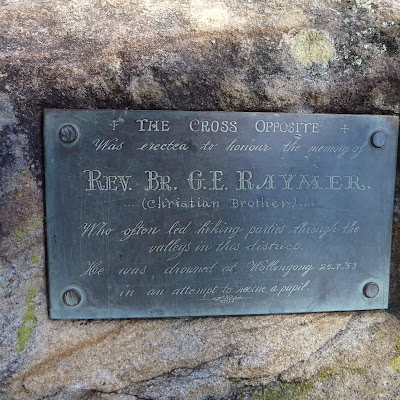 + THE CROSS OPPOSITE +
Was erected to honour the memory of
REV. BR. G.E. RAYMER.
....(Christian Brother)....
Who often led hiking parties through the
valleys in this district.
He was drowned at Wollongong 25.7.53
in an attempt to rescue a pupil.